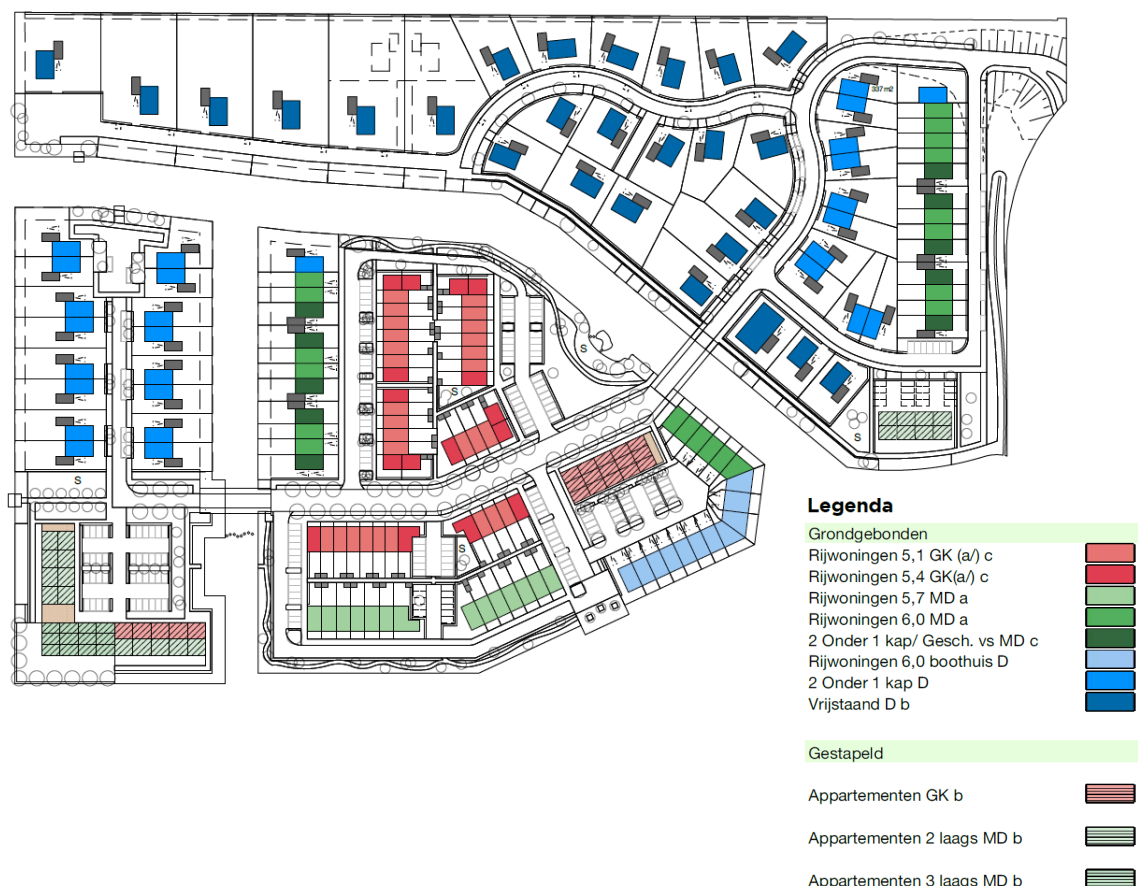 337 m2
S
S
S
S
S
Legenda
Grondgebonden
Rijwoningen 5,1 GK (a/) c
Rijwoningen 5,4 GK(a/) c
Rijwoningen 5,7 MD a
Rijwoningen 6,0 MD a
2 Onder 1 kap/ Gesch. vs MD c
Rijwoningen 6,0 boothuis D
2 Onder 1 kap D
Vrijstaand D b
Gestapeld
Appartementen GK b
Appartementen 2 laags MD b
Appartementen 3 laags MD b